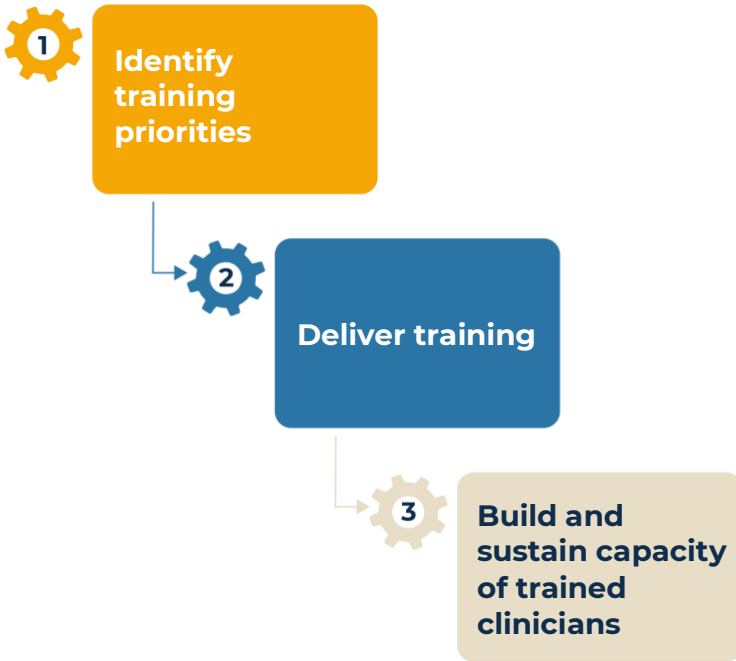 1
Identify
training
priorities
2
Deliver training
3
Build and
sustain capacity
of trained
clinicians